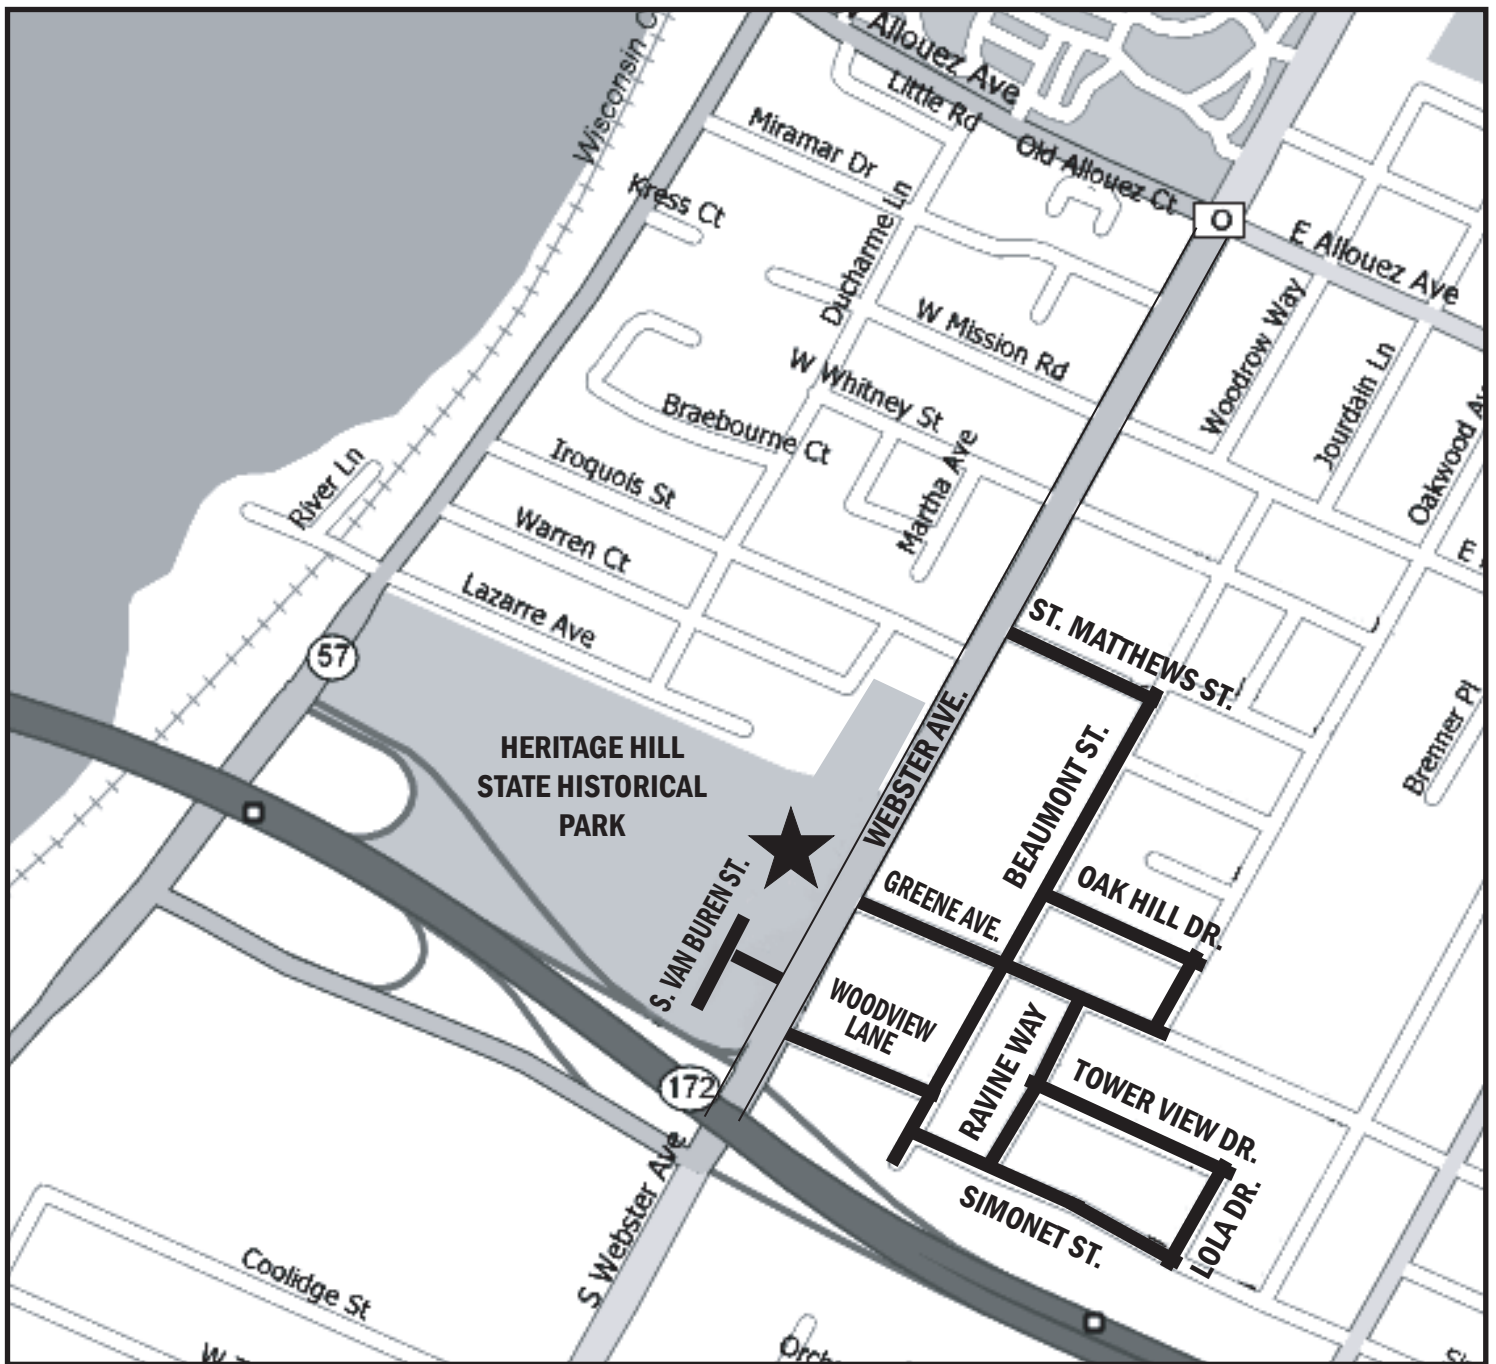 W Allouez Ave
Wisconsin
Little Rd
Miramar Dr
Old Allouez Ct
Kress Ct
O
E Allouez Ave
Ducharme Ln
W Mission Rd
Woodrow Way
Jourdain Ln
W Whitney St
Braebourne Ct
Martha Ave
Oakwood
Iroquois St
River Ln
Warren Ct
E
Lazarre Ave
ST. MATTHEWS ST.
57
WEBSTER AVE.
Brenner Pl
HERITAGE HILL
STATE HISTORICAL
PARK
BEAUMONT ST.
S. VAN BUREN ST.
GREENE AVE.
OAK HILL DR.
WOODVIEW
LANE
RAVINE WAY
172
TOWER VIEW DR.
S Webster Ave
SIMONET ST.
LOLA DR.
Coolidge St
W